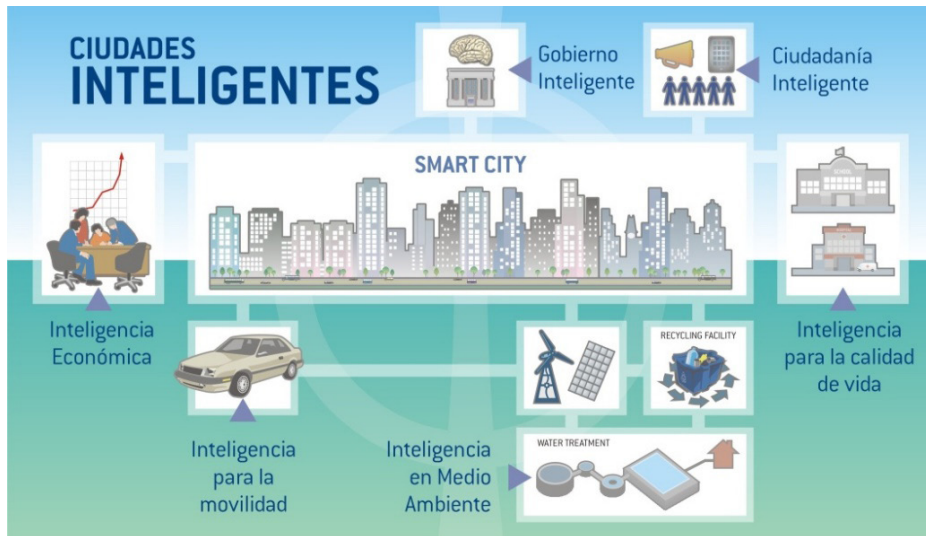 CIUDADES
INTELIGENTES
Gobierno
Inteligente
Ciudadanía
Inteligente
SMART CITY
SCHOOL
Inteligencia
Económica
RECYCLING FACILITY
Inteligencia
para la calidad
de vida
Inteligencia
para la
movilidad
Inteligencia
en Medio
Ambiente
WATER TREATMENT